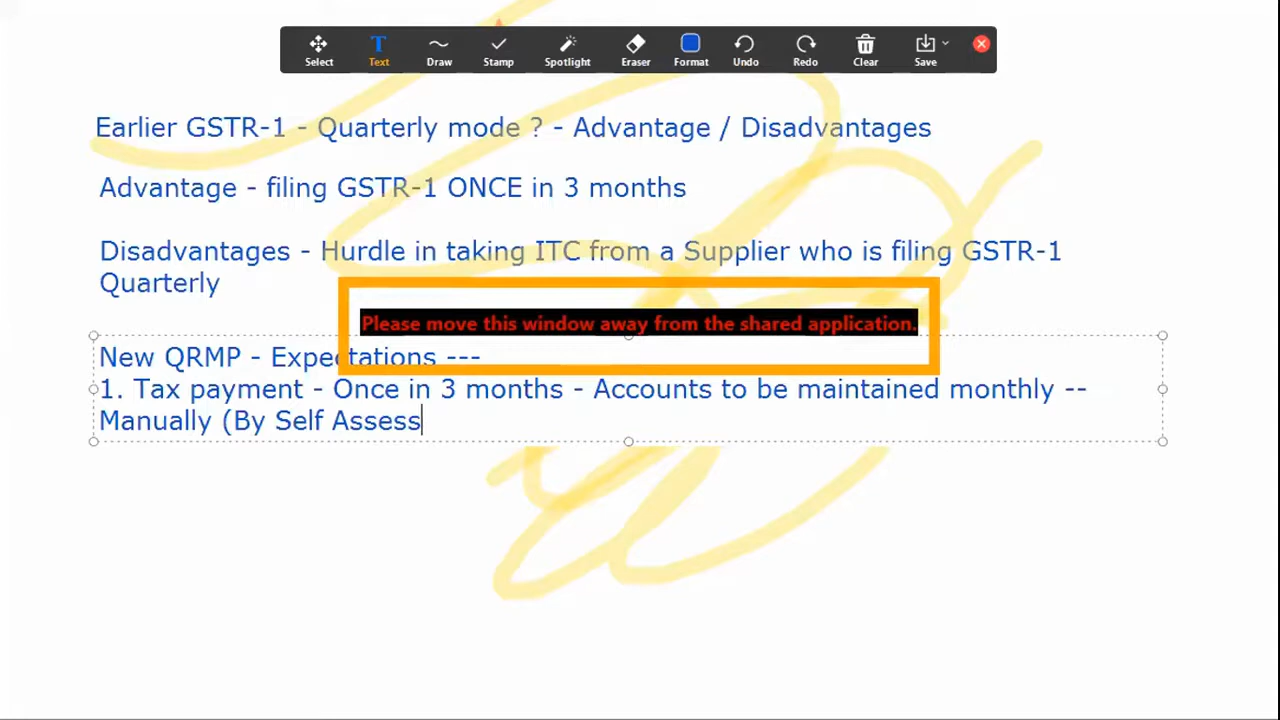 Select Text Draw Stamp Spotlight Eraser Format Undo Redo Clear Save
Earlier GSTR-1 - Quarterly mode ? - Advantage / Disadvantages
Advantage - filing GSTR-1 ONCE in 3 months
Disadvantages - Hurdle in taking ITC from a Supplier who is filing GSTR-1
Quarterly
Please move this window away from the shared application.
New QRMP - Expectations ---
1. Tax payment - Once in 3 months - Accounts to be maintained monthly --
Manually (By Self Assess